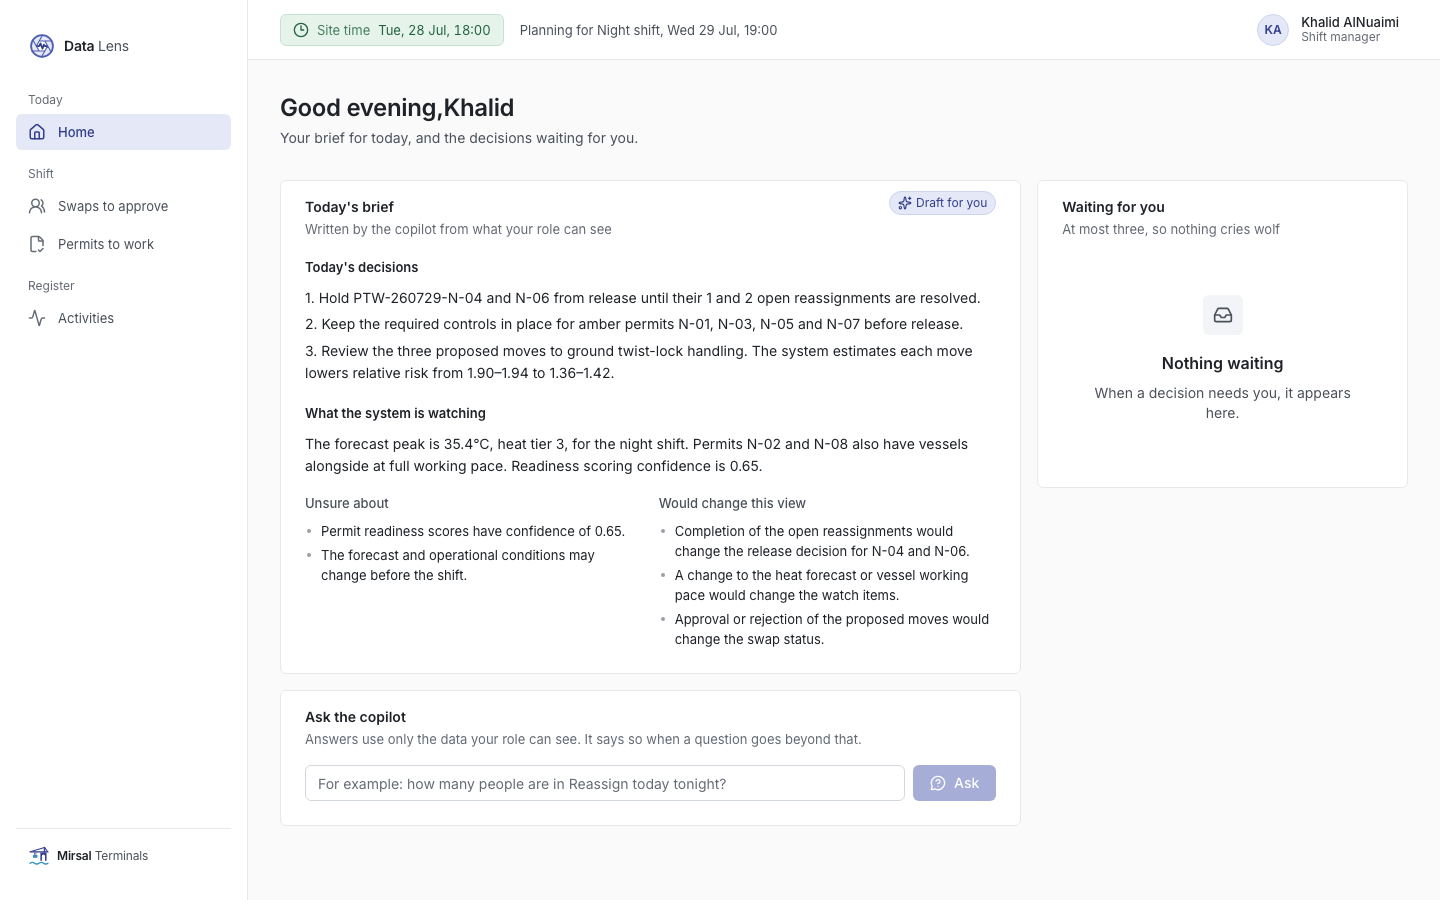 Data Lens
Today
Home
Shift
Swaps to approve
Permits to work
Register
Activities
Mirsal Terminals
Site time Tue, 28 Jul, 18:00
Planning for Night shift, Wed 29 Jul, 19:00
KA
Khalid AlNuaimi
Shift manager
Good evening,Khalid
Your brief for today, and the decisions waiting for you.
Today's brief
Draft for you
Written by the copilot from what your role can see
Today's decisions
1. Hold PTW-260729-N-04 and N-06 from release until their 1 and 2 open reassignments are resolved.
2. Keep the required controls in place for amber permits N-01, N-03, N-05 and N-07 before release.
3. Review the three proposed moves to ground twist-lock handling. The system estimates each move
lowers relative risk from 1.90–1.94 to 1.36–1.42.
What the system is watching
The forecast peak is 35.4°C, heat tier 3, for the night shift. Permits N-02 and N-08 also have vessels
alongside at full working pace. Readiness scoring confidence is 0.65.
Unsure about
• Permit readiness scores have confidence of 0.65.
• The forecast and operational conditions may
change before the shift.
Would change this view
• Completion of the open reassignments would
change the release decision for N-04 and N-06.
• A change to the heat forecast or vessel working
pace would change the watch items.
• Approval or rejection of the proposed moves would
change the swap status.
Waiting for you
At most three, so nothing cries wolf
Nothing waiting
When a decision needs you, it appears
here.
Ask the copilot
Answers use only the data your role can see. It says so when a question goes beyond that.
For example: how many people are in Reassign today tonight?
Ask